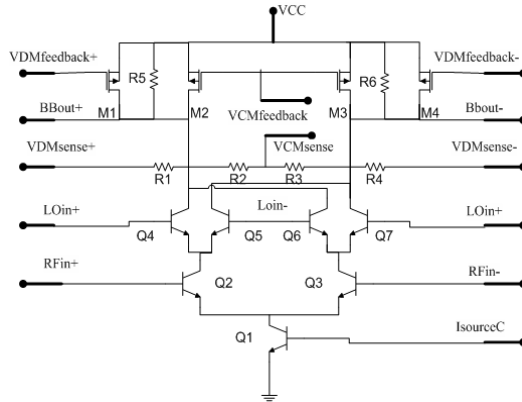 VCC
VDMfeedback+
R5
R6
VDMfeedback-
BBout+
M1
M2
M3
M4
Bbout-
VCMfeedback
VDMsense+
VCMsense
VDMsense-
R1
R2
R3
R4
LOin+
Loin-
LOin+
Q4
Q5
Q6
Q7
RFin+
Q2
Q3
RFin-
Q1
IsourceC